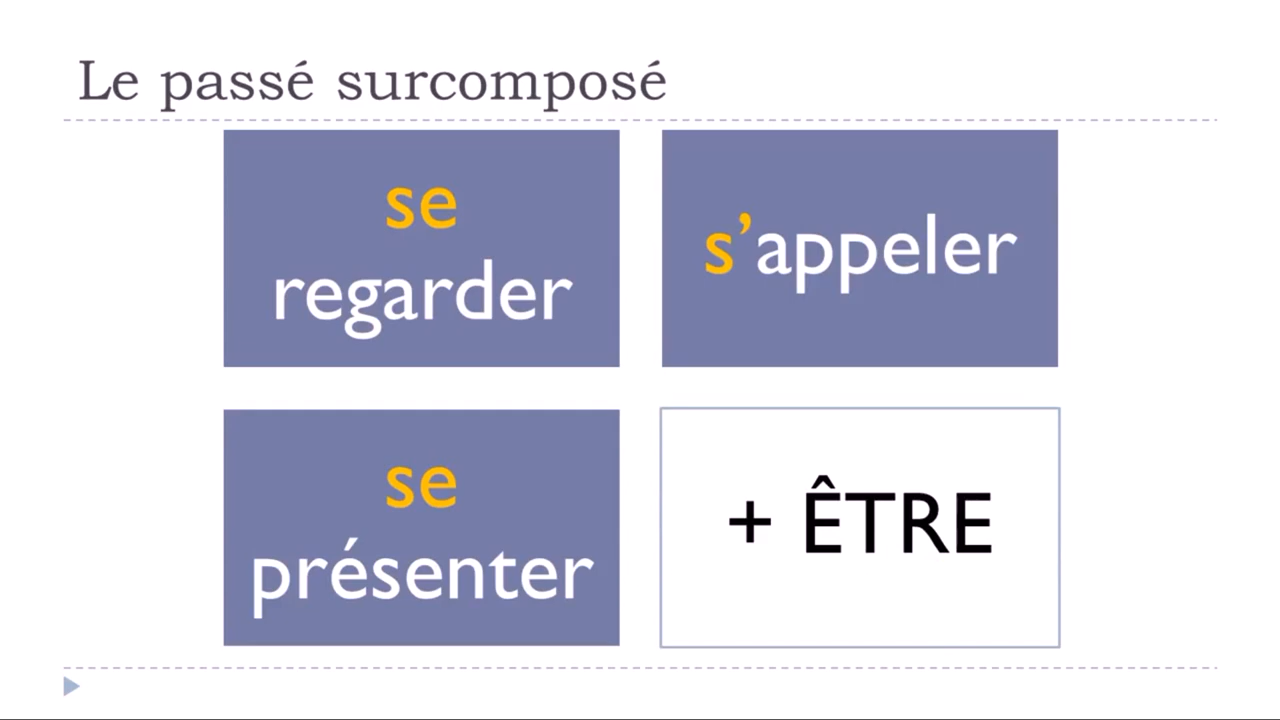 Le passé surcomposé
se
regarder
s’appeler
se
présenter
+ ÊTRE